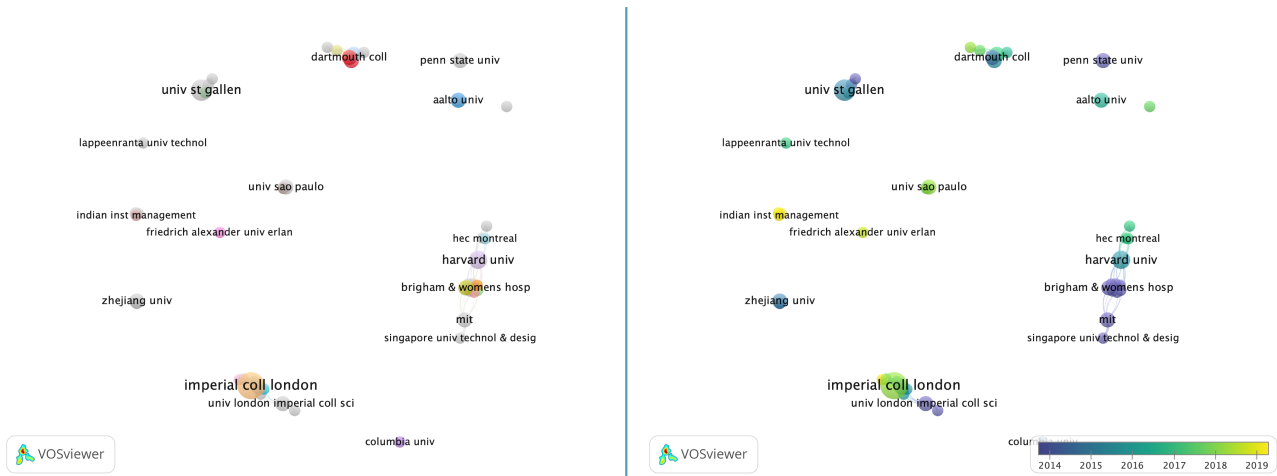 dartmouth coll
penn state univ
univ st gallen
aalto univ
lappeenranta univ technol
univ sao paulo
indian inst management
friedrich alexander univ erlan
hec montreal
harvard univ
brigham & womens hosp
zhejiang univ
mit
singapore univ technol & desig
imperial coll london
univ london imperial coll sci
columbia univ
VOSviewer
dartmouth coll
penn state univ
univ st gallen
aalto univ
lappeenranta univ technol
univ sao paulo
indian inst management
friedrich alexander univ erlan
hec montreal
harvard univ
brigham & womens hosp
zhejiang univ
mit
singapore univ technol & desig
imperial coll london
univ london imperial coll sci
columbia univ
VOSviewer
2014 2015 2016 2017 2018 2019